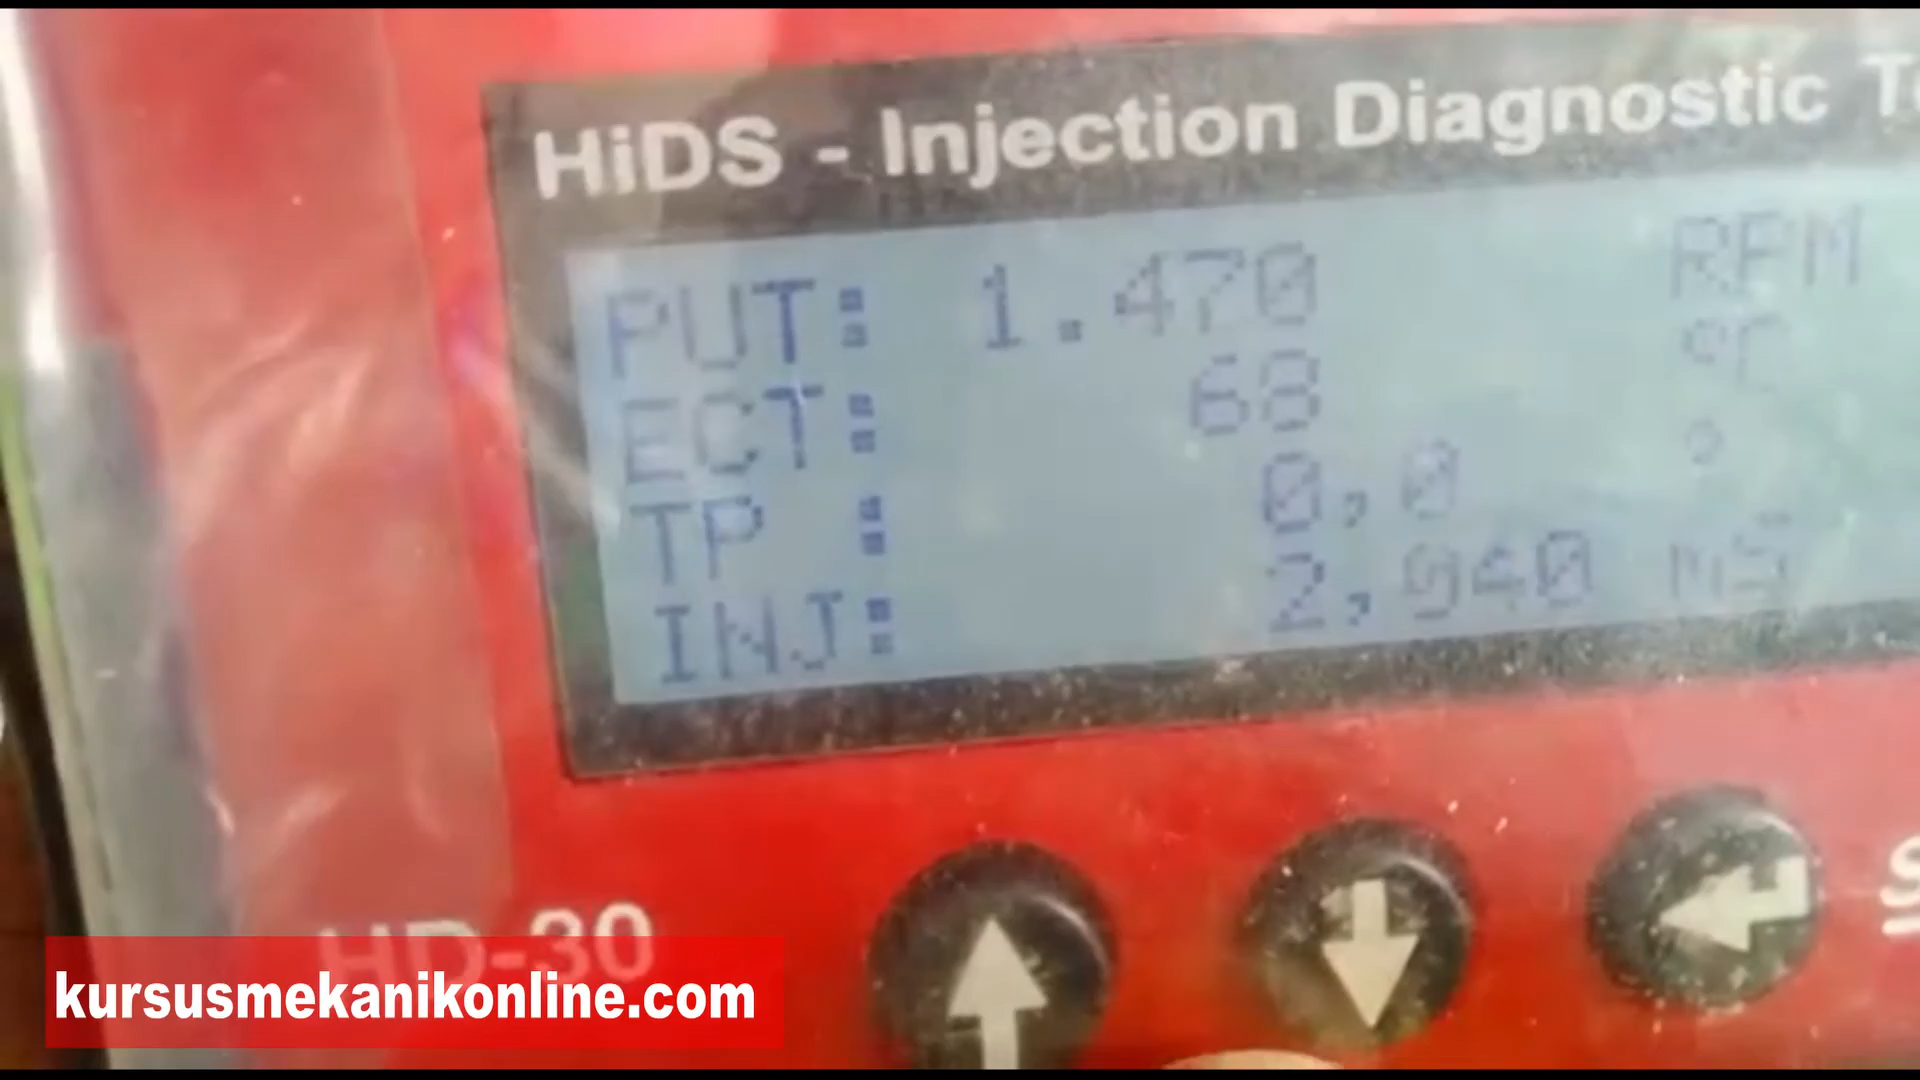 HiDS - Injection Diagnostic
PUT: 1.470 RPM
ECT: 68 °C
TP : 0,0 °
INJ: 2,940 mS
HD-30
kursusmekanikonline.com